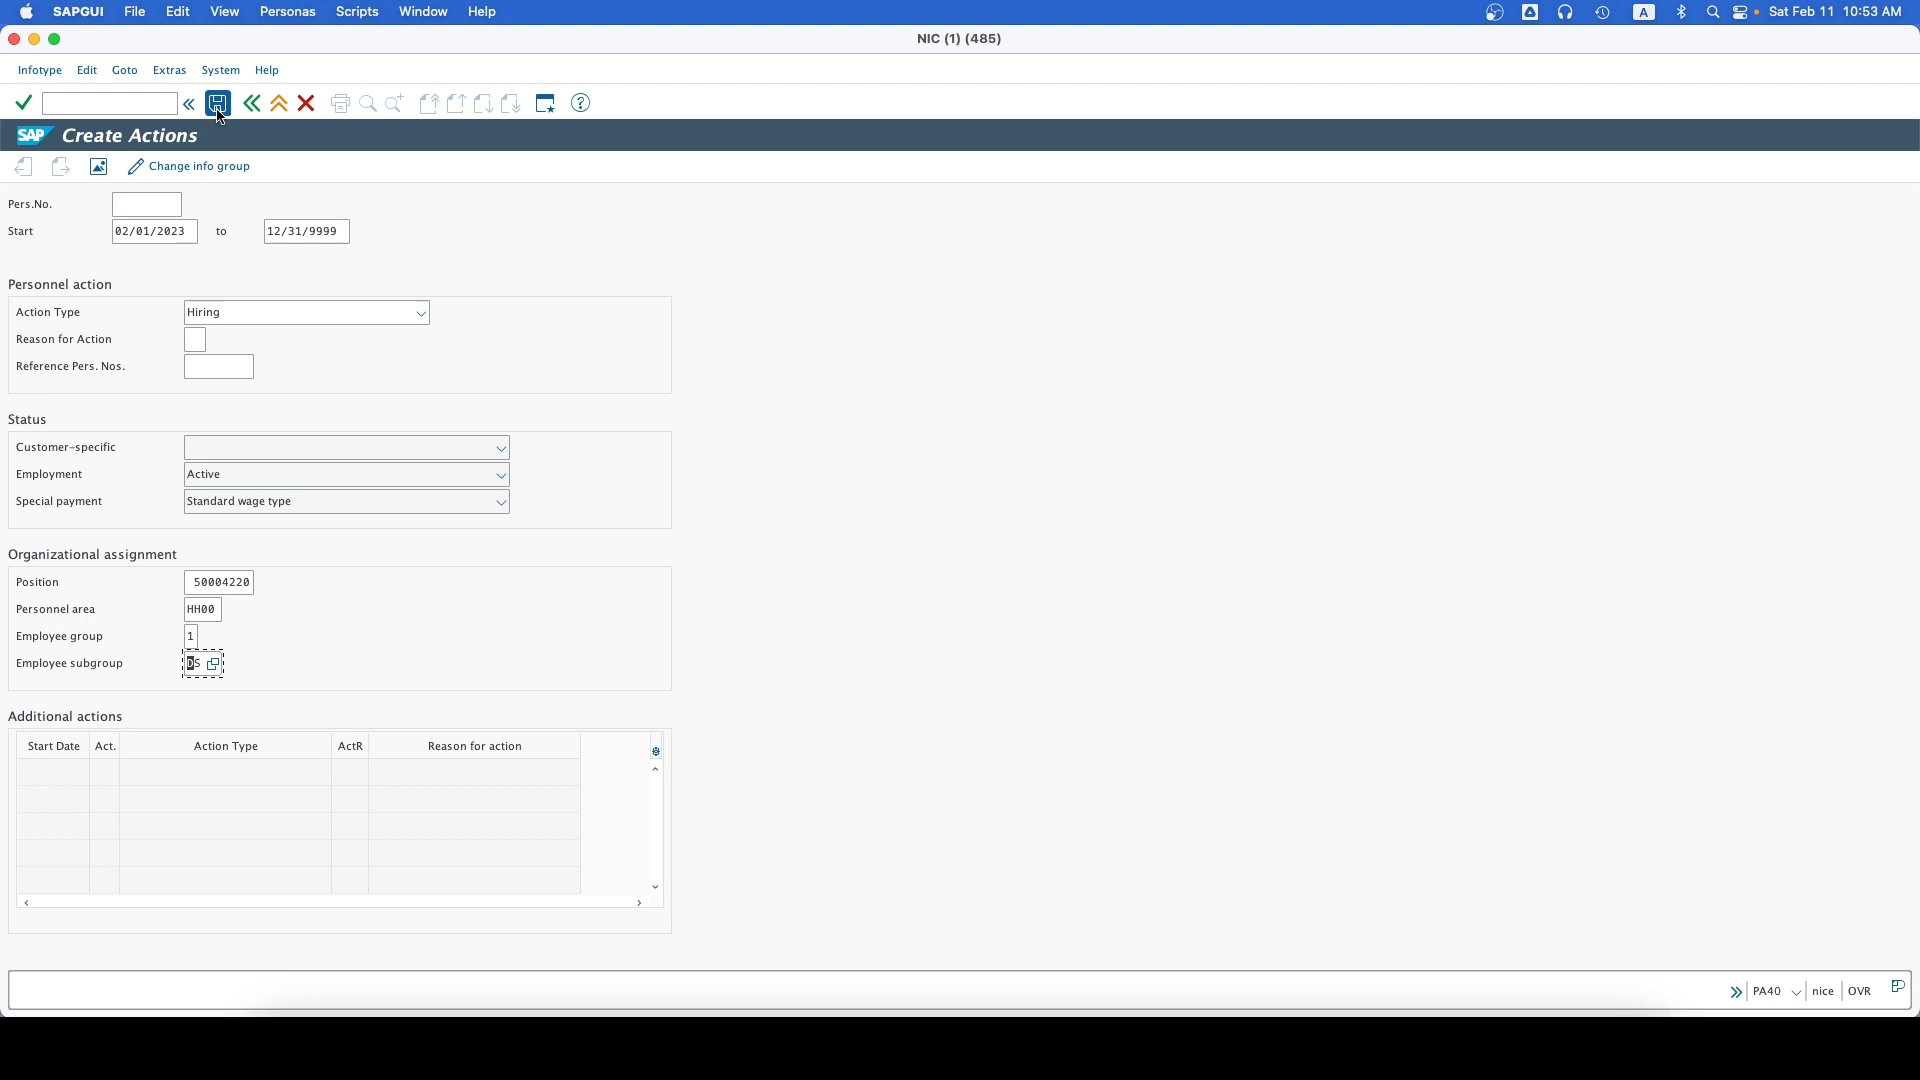 SAPGUI File Edit View Personas Scripts Window Help A Sat Feb 11 10:53 AM
NIC (1) (485)
Infotype Edit Goto Extras System Help
SAP Create Actions
Change info group
Pers.No.
Start 02/01/2023 to 12/31/9999
Personnel action
Action Type Hiring
Reason for Action
Reference Pers. Nos.
Status
Customer-specific
Employment Active
Special payment Standard wage type
Organizational assignment
Position 50004220
Personnel area HH00
Employee group 1
Employee subgroup DS
Additional actions
Start Date Act. Action Type ActR Reason for action
PA40 nice OVR